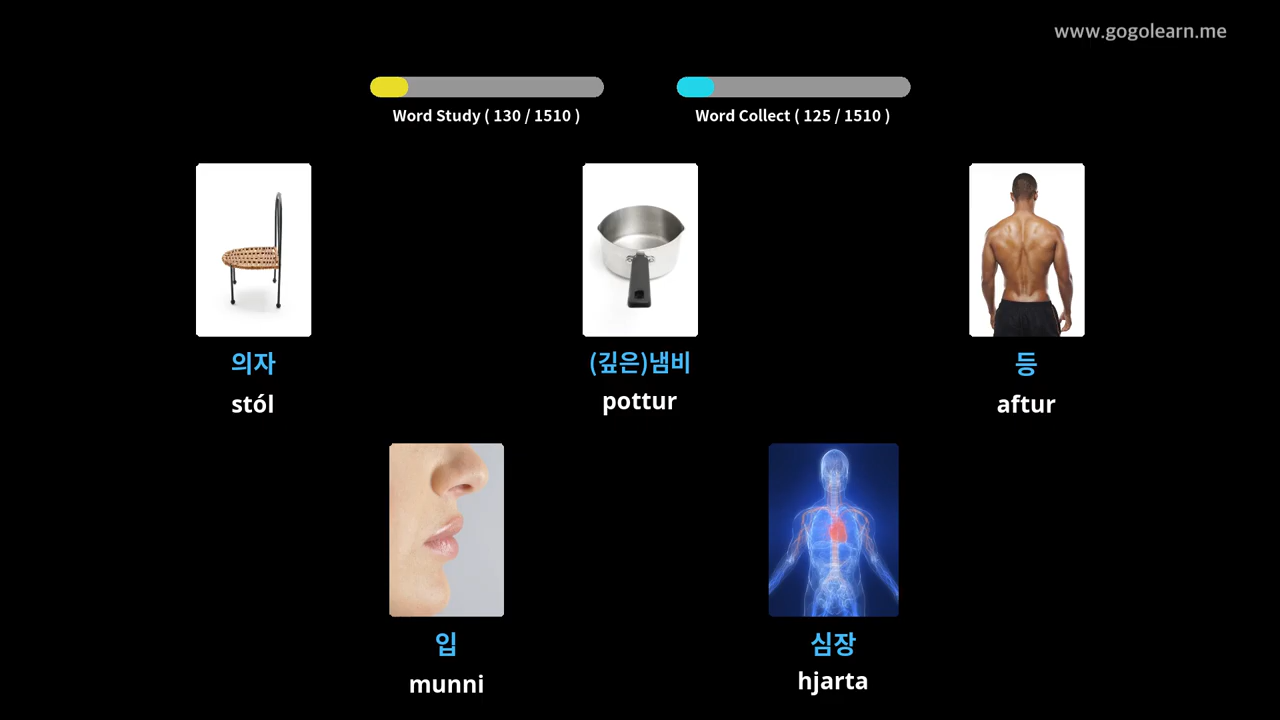 www.gogolearn.me
Word Study ( 130 / 1510 )
Word Collect ( 125 / 1510 )
의자
stól
(깊은)냄비
pottur
등
aftur
입
munni
심장
hjarta